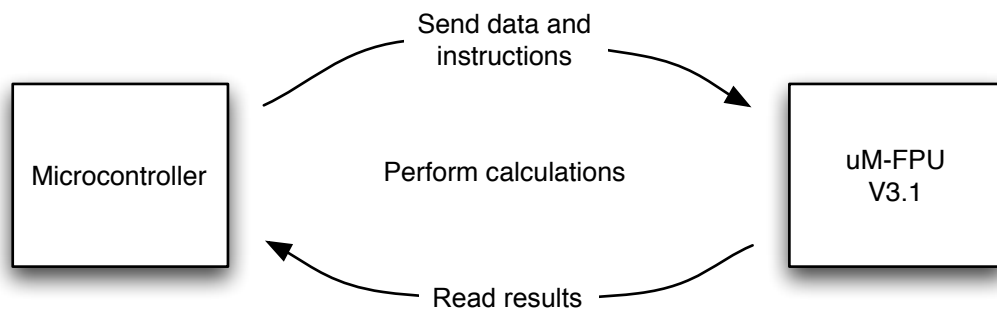 Send data and
instructions
Microcontroller
Perform calculations
uM-FPU
V3.1
Read results